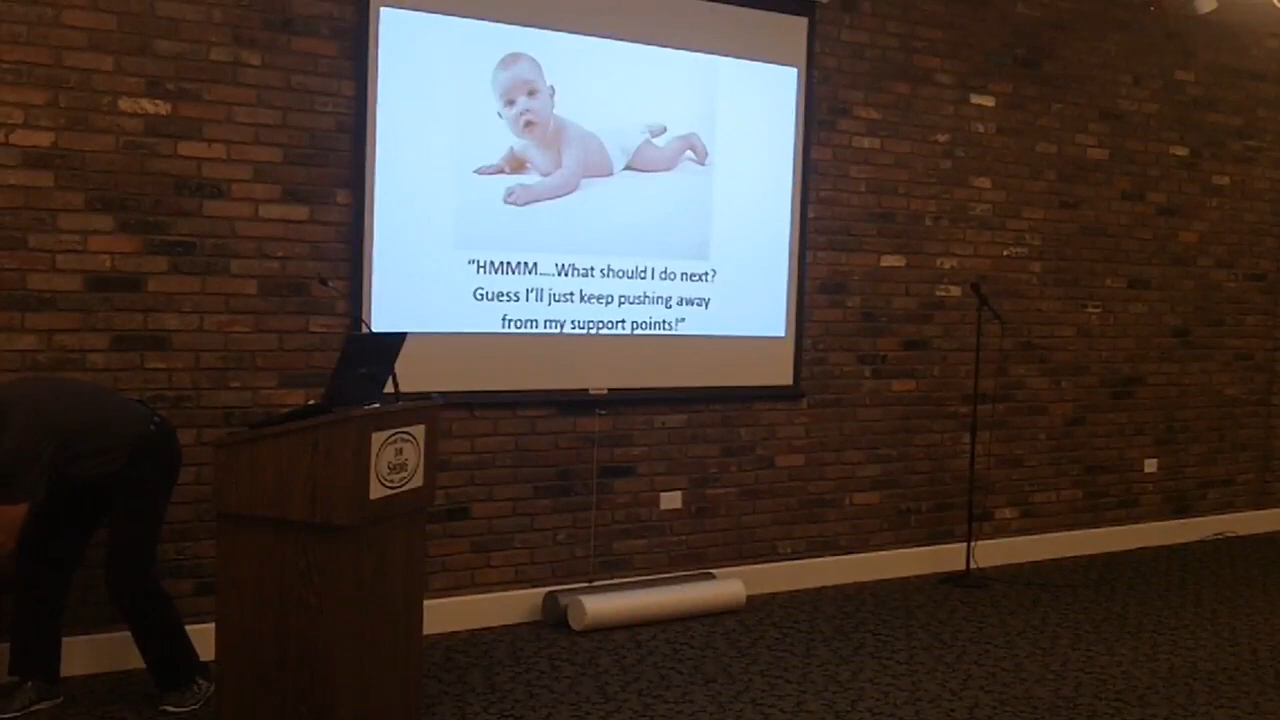 “HMMM....What should I do next?
Guess I’ll just keep pushing away
from my support points!”